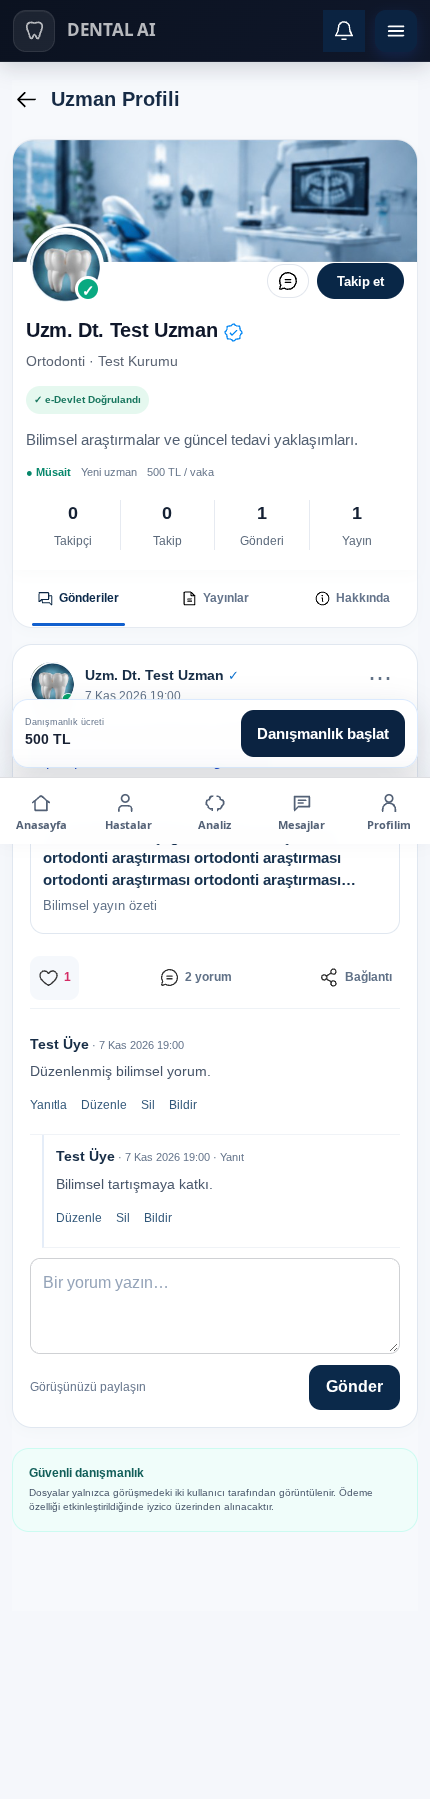 DENTAL AI
Uzman Profili
Takip et
Uzm. Dt. Test Uzman
Ortodonti · Test Kurumu
✓ e-Devlet Doğrulandı
Bilimsel araştırmalar ve güncel tedavi yaklaşımları.
● Müsait Yeni uzman 500 TL / vaka
0 0 1 1
Takipçi Takip Gönderi Yayın
Gönderiler Yayınlar Hakkında
Uzm. Dt. Test Uzman ✓
7 Kas 2026 19:00
Danışmanlık ücreti
500 TL
Danışmanlık başlat
Anasayfa Hastalar Analiz Mesajlar Profilim
ortodonti araştırması ortodonti araştırması
ortodonti araştırması ortodonti araştırması…
Bilimsel yayın özeti
1 2 yorum Bağlantı
Test Üye · 7 Kas 2026 19:00
Düzenlenmiş bilimsel yorum.
Yanıtla Düzenle Sil Bildir
Test Üye · 7 Kas 2026 19:00 · Yanıt
Bilimsel tartışmaya katkı.
Düzenle Sil Bildir
Bir yorum yazın…
Görüşünüzü paylaşın
Gönder
Güvenli danışmanlık
Dosyalar yalnızca görüşmedeki iki kullanıcı tarafından görüntülenir. Ödeme
özelliği etkinleştirildiğinde iyzico üzerinden alınacaktır.